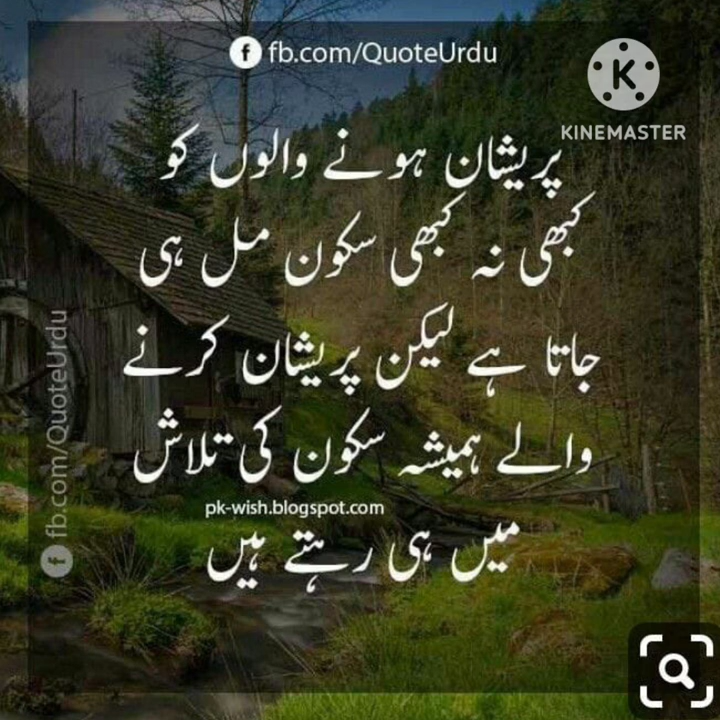 fb.com/QuoteUrdu
KINEMASTER
پریشان ہونے والوں کو
کبھی نہ کبھی سکون مل ہی
جاتا ہے لیکن پریشان کرنے
والے ہمیشہ سکون کی تلاش
pk-wish.blogspot.com
میں ہی رہتے ہیں
fb.com/QuoteUrdu